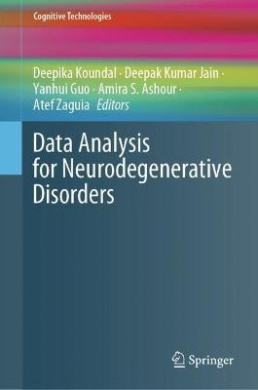 Cognitive Technologies
Deepika Koundal · Deepak Kumar Jain ·
Yanhui Guo · Amira S. Ashour ·
Atef Zaguia Editors
Data Analysis
for Neurodegenerative
Disorders
Springer